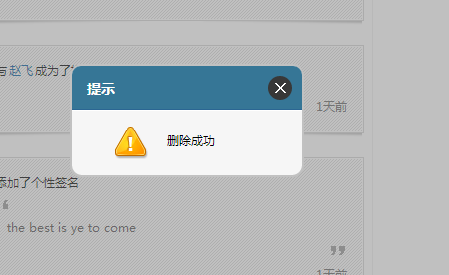 与 赵飞 成为了
提示
1天前
删除成功
添加了个性签名
the best is ye to come
1天前